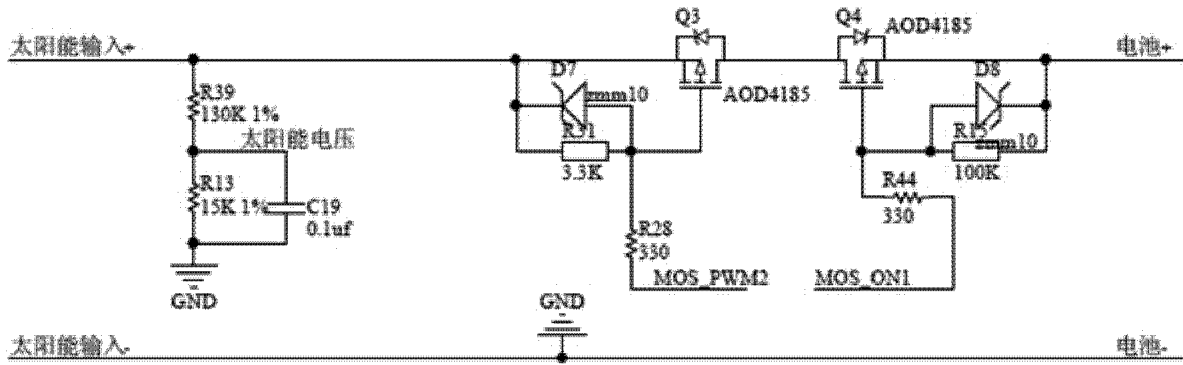 Q3
Q4
AOD4185
太阳能输入+
电池+
D7
D8
zmm10
AOD4185
R39
130K 1%
太阳能电压
R31
3.3K
R15
zmm10
100K
R13
15K 1%
C19
0.1uf
R44
330
R28
330
MOS_PWM2
MOS_ON1
GND
GND
太阳能输入-
电池-